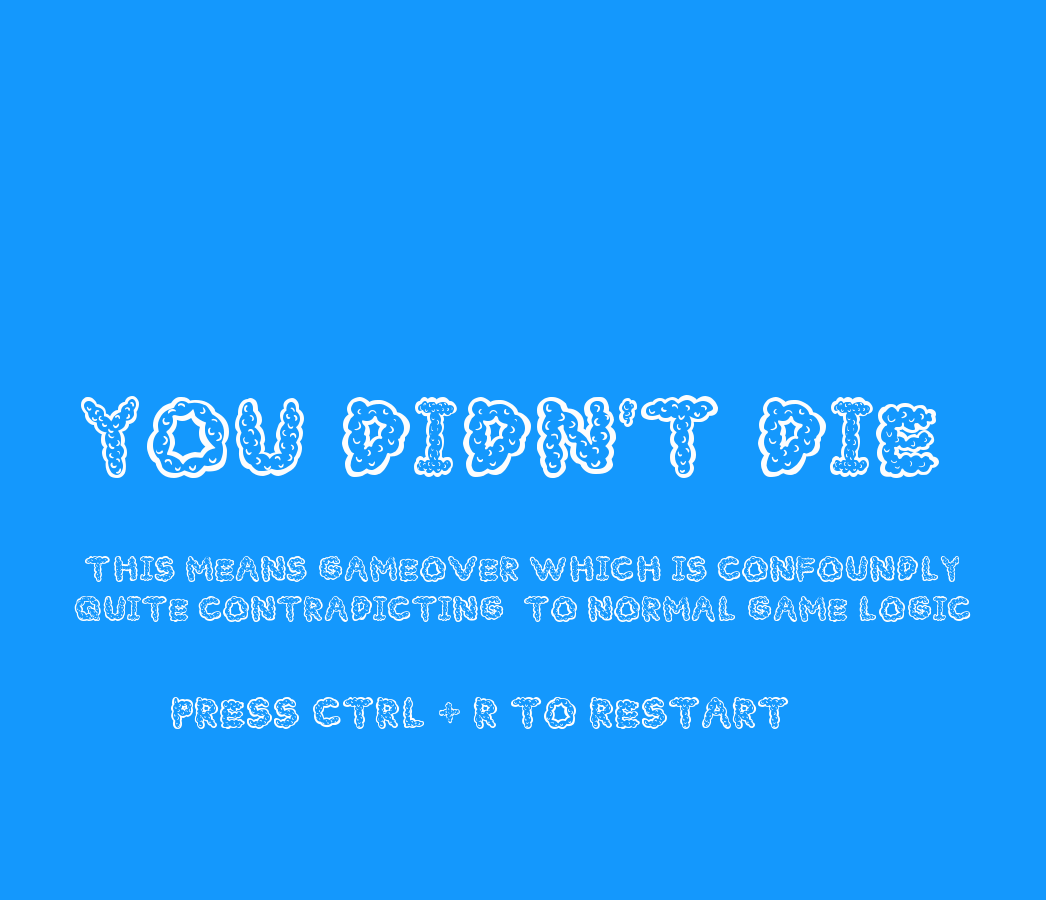 YOU DIDN'T DIE
THIS MEANS GAMEOVER WHICH IS CONFOUNDLY
QUITE CONTRADICTING TO NORMAL GAME LOGIC
PRESS CTRL + R TO RESTART